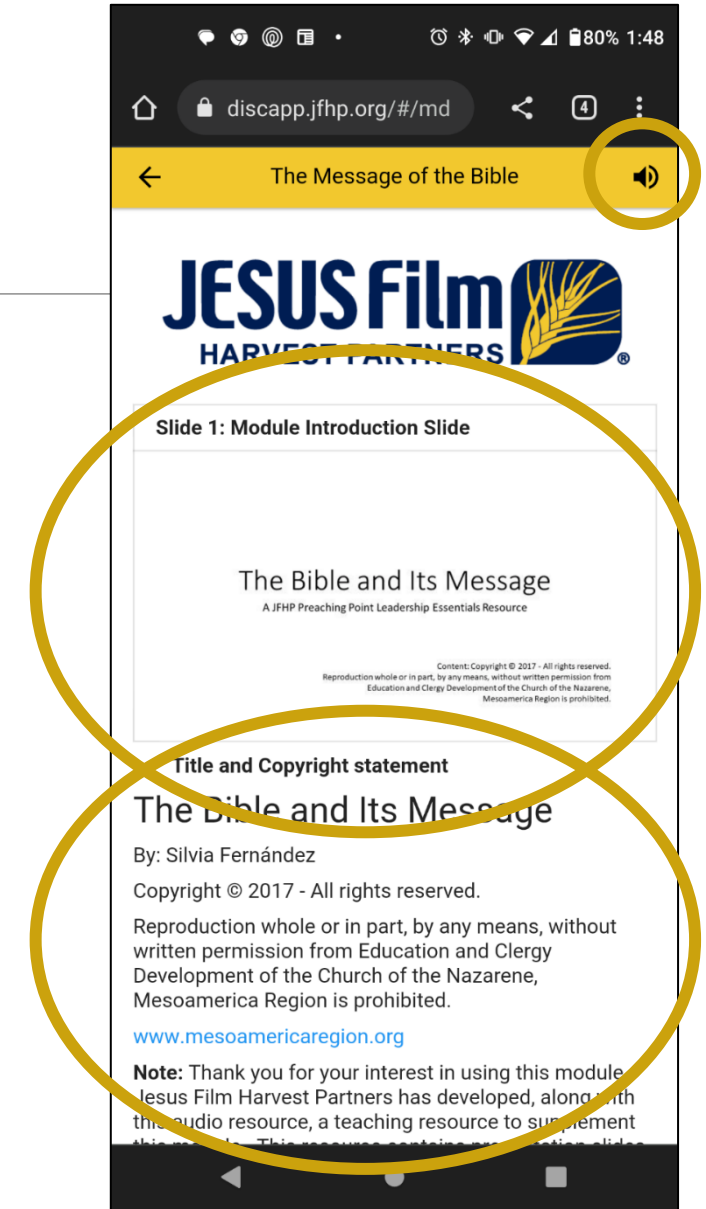 80% 1:48
discapp.jfhp.org/#/md
4
The Message of the Bible
JESUS Film
HARVEST PARTNERS
®
Slide 1: Module Introduction Slide
The Bible and Its Message
A JFHP Preaching Point Leadership Essentials Resource
Content: Copyright © 2017 - All rights reserved.
Reproduction whole or in part, by any means, without written permission from
Education and Clergy Development of the Church of the Nazarene,
Mesoamerica Region is prohibited.
Title and Copyright statement
The Bible and Its Message
By: Silvia Fernández
Copyright © 2017 - All rights reserved.
Reproduction whole or in part, by any means, without
written permission from Education and Clergy
Development of the Church of the Nazarene,
Mesoamerica Region is prohibited.
www.mesoamericaregion.org
Note: Thank you for your interest in using this module.
Jesus Film Harvest Partners has developed, along with
this audio resource, a teaching resource to supplement